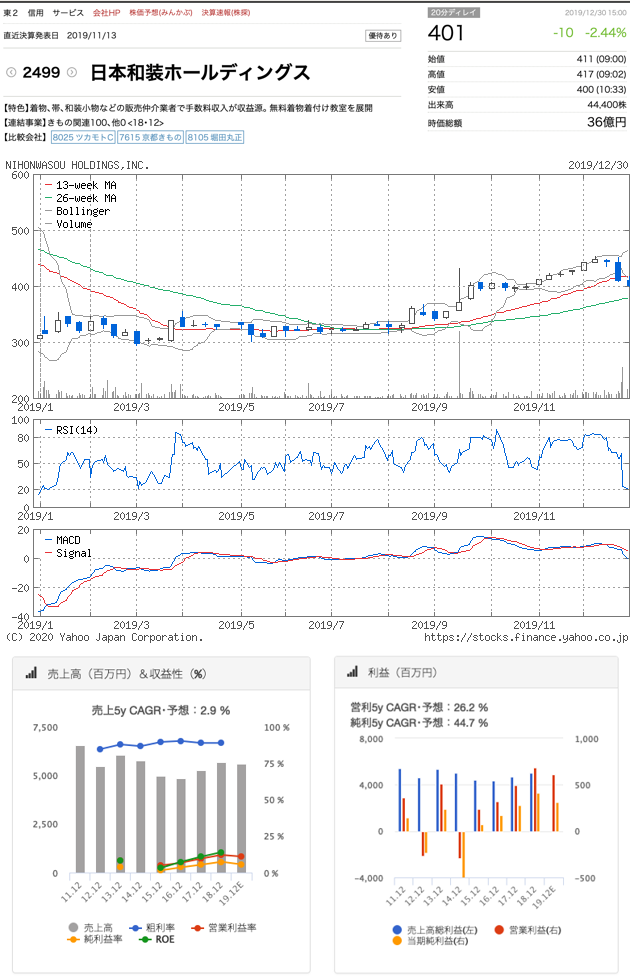 東2 信用 サービス 会社HP 株価予想(みんかぶ) 決算速報(株探)
直近決算発表日 2019/11/13 優待あり
2499 日本和装ホールディングス
【特色】着物、帯、和装小物などの販売仲介業者で手数料収入が収益源。無料着物着付け教室を展開
【連結事業】きもの関連100、他0 <18・12>
【比較会社】 8025 ツカモトC 7615 京都きもの 8105 堀田丸正
20分ディレイ 2019/12/30 15:00
401 -10 -2.44%
始値 411 (09:00)
高値 417 (09:02)
安値 400 (10:33)
出来高 44,400株
時価総額 36億円
NIHONWASOU HOLDINGS,INC. 2019/12/30
600
500
400
300
200
13-week MA
26-week MA
Bollinger
Volume
2019/1 2019/3 2019/5 2019/7 2019/9 2019/11
100
80
50
20
0
RSI(14)
2019/1 2019/3 2019/5 2019/7 2019/9 2019/11
20
0
-20
-40
MACD
Signal
2019/1 2019/3 2019/5 2019/7 2019/9 2019/11
(C) 2020 Yahoo Japan Corporation. https://stocks.finance.yahoo.co.jp
売上高（百万円）＆収益性（%）
売上5y CAGR・予想：2.9 %
7,500
5,000
2,500
0
100 %
75 %
50 %
25 %
0 %
11.12 12.12 13.12 14.12 15.12 16.12 17.12 18.12 19.12E
売上高 粗利率 営業利益率
純利益率 ROE
利益（百万円）
営利5y CAGR・予想：26.2 %
純利5y CAGR・予想：44.7 %
8,000
4,000
0
-4,000
1,000
500
0
-500
11.12 12.12 13.12 14.12 15.12 16.12 17.12 18.12 19.12E
売上高総利益(左) 営業利益(右)
当期純利益(右)